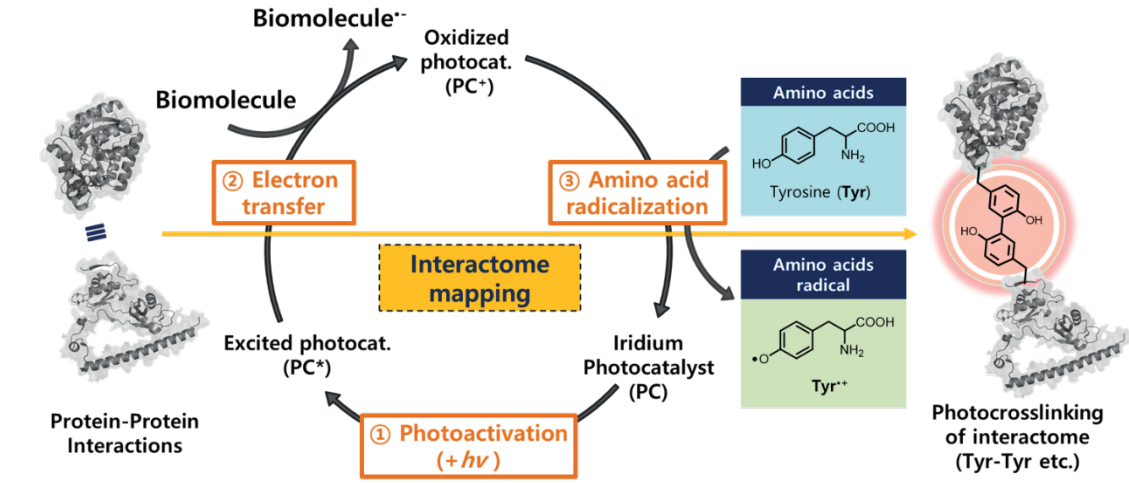 Biomolecule•-
Biomolecule
Oxidized
photocat.
(PC⁺)
② Electron
transfer
③ Amino acid
radicalization
Interactome
mapping
Excited photocat.
(PC*)
Iridium
Photocatalyst
(PC)
① Photoactivation
(+hν)
Protein-Protein
Interactions
Amino acids
COOH
NH₂
HO
Tyrosine (Tyr)
Amino acids
radical
COOH
NH₂
•O
Tyr•+
OH
HO
Photocrosslinking
of interactome
(Tyr-Tyr etc.)